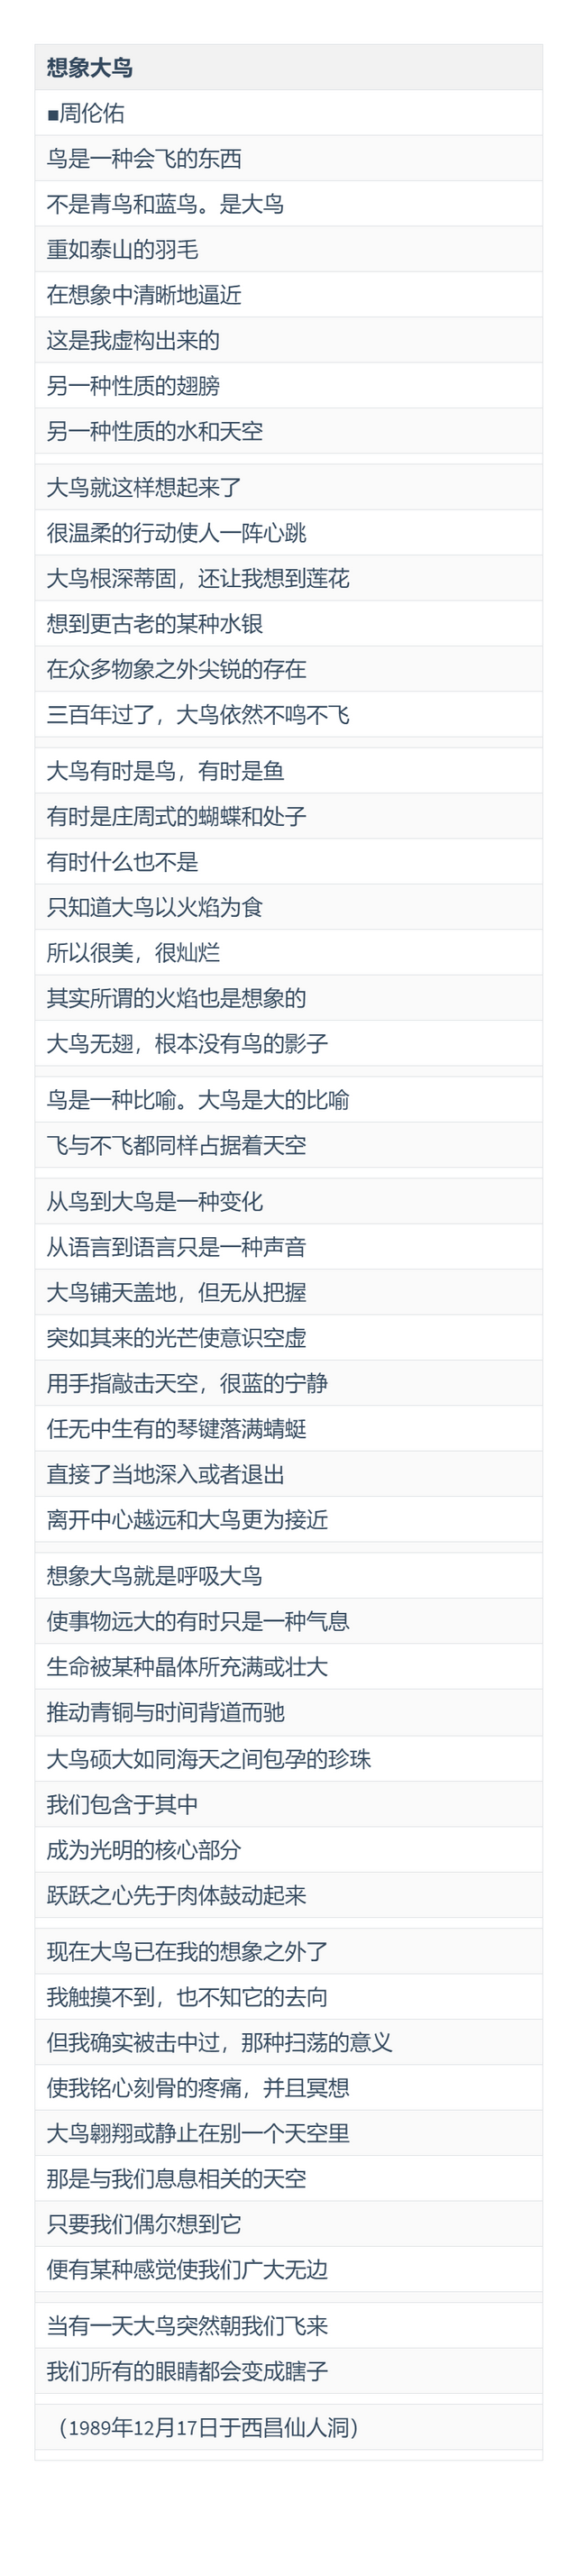 想象大鸟
■周伦佑
鸟是一种会飞的东西
不是青鸟和蓝鸟。是大鸟
重如泰山的羽毛
在想象中清晰地逼近
这是我虚构出来的
另一种性质的翅膀
另一种性质的水和天空
大鸟就这样想起来了
很温柔的行动使人一阵心跳
大鸟根深蒂固，还让我想到莲花
想到更古老的某种水银
在众多物象之外尖锐的存在
三百年过了，大鸟依然不鸣不飞
大鸟有时是鸟，有时是鱼
有时是庄周式的蝴蝶和处子
有时什么也不是
只知道大鸟以火焰为食
所以很美，很灿烂
其实所谓的火焰也是想象的
大鸟无翅，根本没有鸟的影子
鸟是一种比喻。大鸟是大的比喻
飞与不飞都同样占据着天空
从鸟到大鸟是一种变化
从语言到语言只是一种声音
大鸟铺天盖地，但无从把握
突如其来的光芒使意识空虚
用手指敲击天空，很蓝的宁静
任无中生有的琴键落满蜻蜓
直接了当地深入或者退出
离开中心越远和大鸟更为接近
想象大鸟就是呼吸大鸟
使事物远大的有时只是一种气息
生命被某种晶体所充满或壮大
推动青铜与时间背道而驰
大鸟硕大如同海天之间包孕的珍珠
我们包含于其中
成为光明的核心部分
跃跃之心先于肉体鼓动起来
现在大鸟已在我的想象之外了
我触摸不到，也不知它的去向
但我确实被击中过，那种扫荡的意义
使我铭心刻骨的疼痛，并且冥想
大鸟翱翔或静止在别一个天空里
那是与我们息息相关的天空
只要我们偶尔想到它
便有某种感觉使我们广大无边
当有一天大鸟突然朝我们飞来
我们所有的眼睛都会变成瞎子
（1989年12月17日于西昌仙人洞）